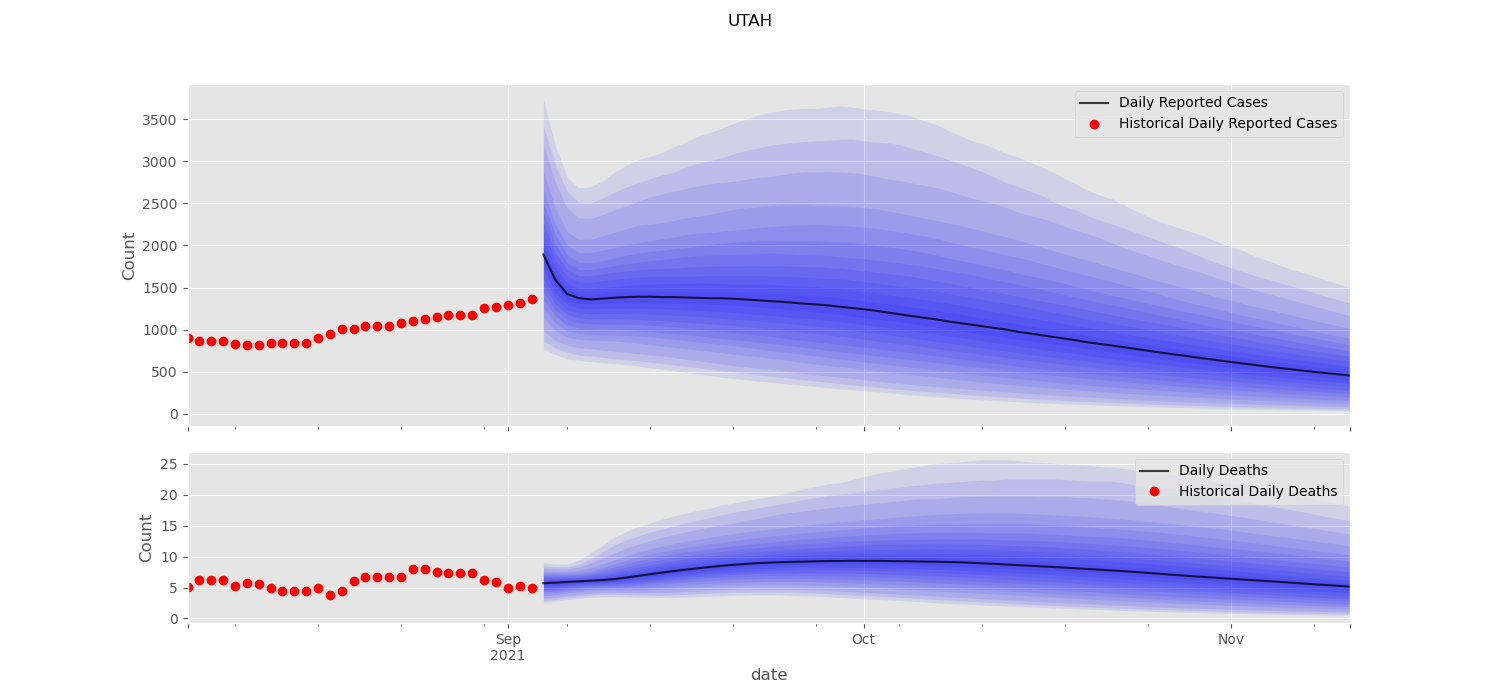 UTAH
Daily Reported Cases
Historical Daily Reported Cases
Count
3500
3000
2500
2000
1500
1000
500
0
Daily Deaths
Historical Daily Deaths
Count
25
20
15
10
5
0
Sep
2021
Oct
Nov
date